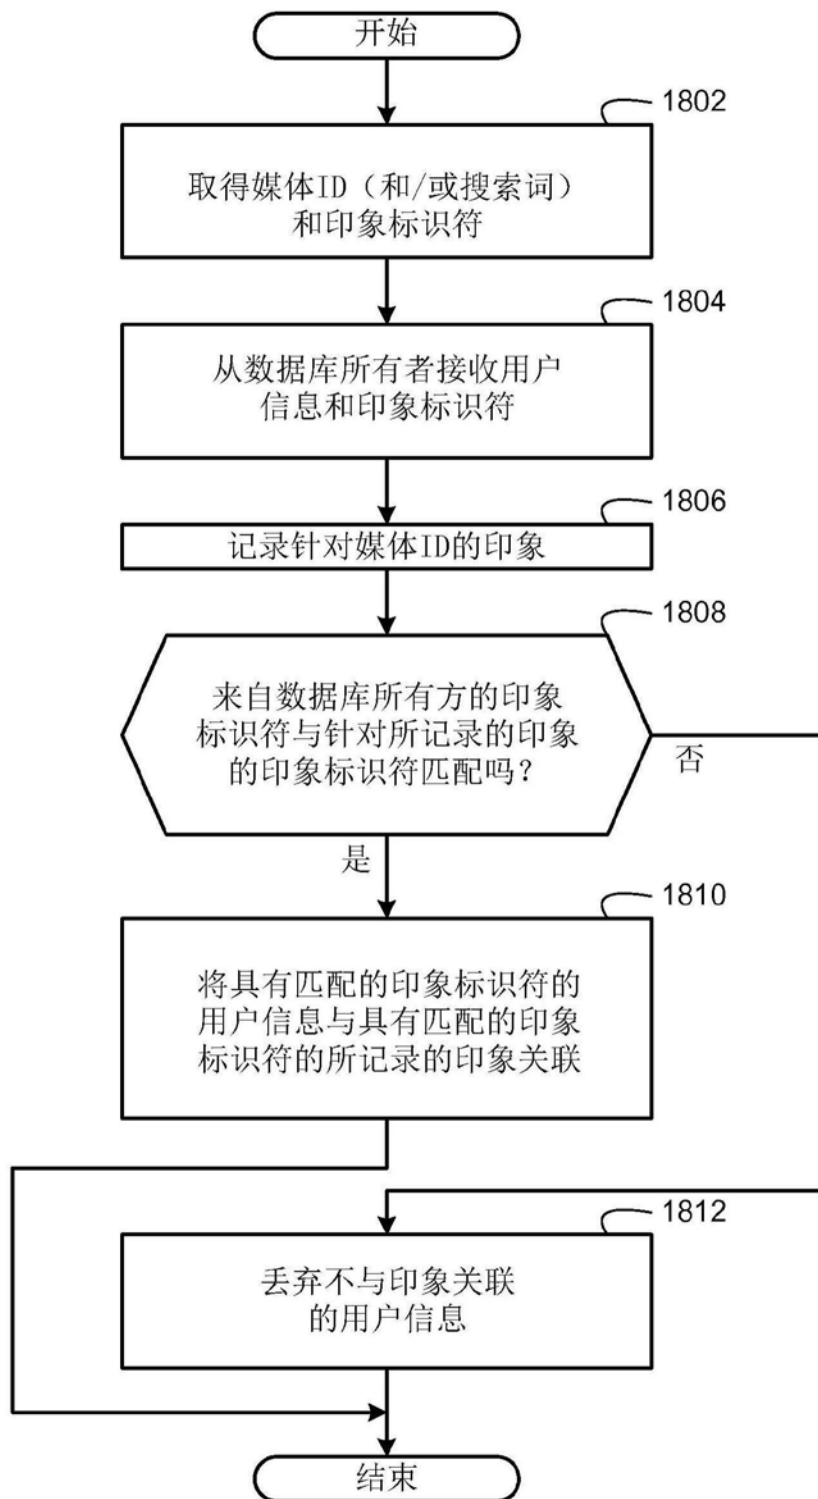 开始
1802
取得媒体ID（和/或搜索词）
和印象标识符
1804
从数据库所有者接收用户
信息和印象标识符
1806
记录针对媒体ID的印象
1808
来自数据库所有方的印象
标识符与针对所记录的印象
的印象标识符匹配吗？
否
是
1810
将具有匹配的印象标识符的
用户信息与具有匹配的印象
标识符的所记录的印象关联
1812
丢弃不与印象关联
的用户信息
结束